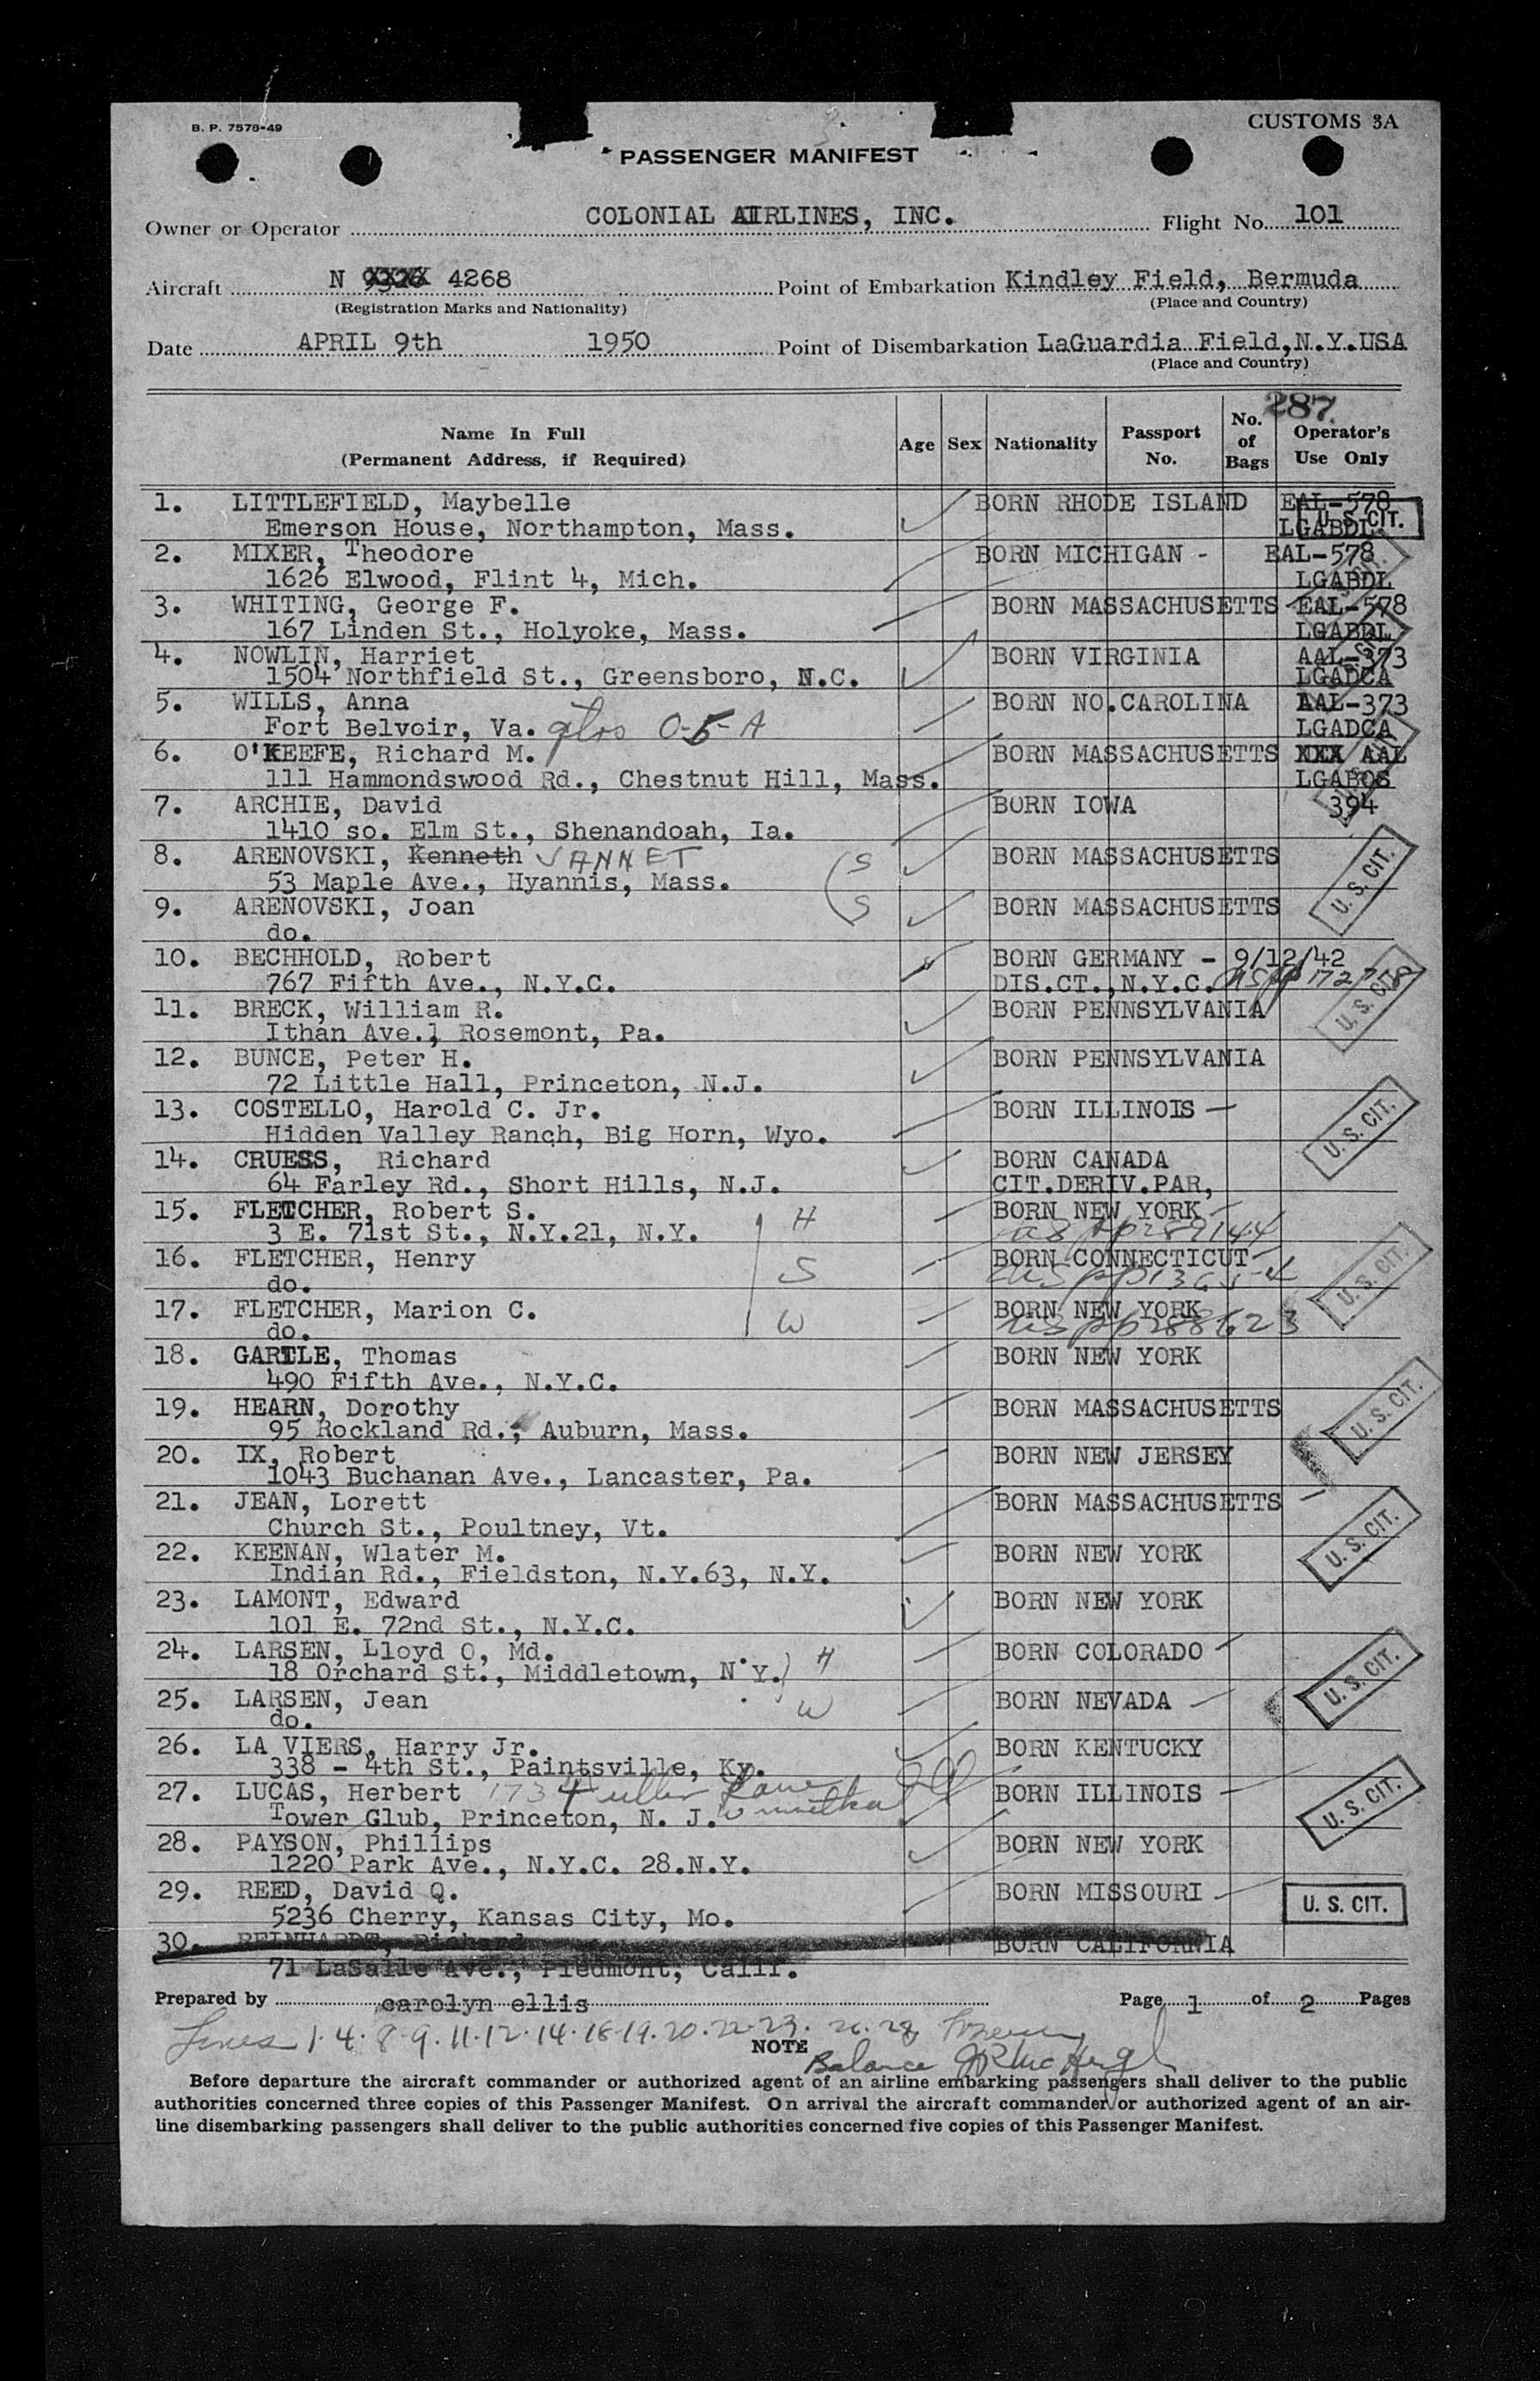 B. P. 7578-49
CUSTOMS 3A
PASSENGER MANIFEST
Owner or Operator COLONIAL AIRLINES, INC. Flight No. 101
Aircraft N 4268 Point of Embarkation Kindley Field, Bermuda
(Registration Marks and Nationality) (Place and Country)
Date APRIL 9th 1950 Point of Disembarkation LaGuardia Field,N.Y.USA
(Place and Country)
287
Name In Full (Permanent Address, if Required) Age Sex Nationality Passport No. No. of Bags Operator's Use Only
1. LITTLEFIELD, Maybelle BORN RHODE ISLAND EAL-578
Emerson House, Northampton, Mass. LGABDL U. S. CIT.
2. MIXER, Theodore BORN MICHIGAN - EAL-578
1626 Elwood, Flint 4, Mich. LGABDL
3. WHITING, George F. BORN MASSACHUSETTS EAL-578
167 Linden St., Holyoke, Mass. LGABDL
4. NOWLIN, Harriet BORN VIRGINIA AAL-373
1504 Northfield St., Greensboro, N.C. LGADCA
5. WILLS, Anna BORN NO.CAROLINA AAL-373
Fort Belvoir, Va. O-5-A LGADCA
6. O'KEEFE, Richard M. BORN MASSACHUSETTS XXX AAL
111 Hammondswood Rd., Chestnut Hill, Mass. LGABOS
7. ARCHIE, David BORN IOWA 394
1410 so. Elm St., Shenandoah, Ia.
8. ARENOVSKI, Kenneth JANNET S BORN MASSACHUSETTS
53 Maple Ave., Hyannis, Mass. U. S. CIT.
9. ARENOVSKI, Joan S BORN MASSACHUSETTS
do.
10. BECHHOLD, Robert BORN GERMANY - 9/12/42
767 Fifth Ave., N.Y.C. DIS.CT.,N.Y.C.
11. BRECK, William R. BORN PENNSYLVANIA U. S. CIT.
Ithan Ave., Rosemont, Pa.
12. BUNCE, Peter H. BORN PENNSYLVANIA
72 Little Hall, Princeton, N.J.
13. COSTELLO, Harold C. Jr. BORN ILLINOIS - U. S. CIT.
Hidden Valley Ranch, Big Horn, Wyo.
14. CRUESS, Richard BORN CANADA
64 Farley Rd., Short Hills, N.J. CIT.DERIV.PAR,
15. FLETCHER, Robert S. H BORN NEW YORK
3 E. 71st St., N.Y.21, N.Y.
16. FLETCHER, Henry S BORN CONNECTICUT U. S. CIT.
do.
17. FLETCHER, Marion C. W BORN NEW YORK
do. us pp 288623
18. GARTLE, Thomas BORN NEW YORK
490 Fifth Ave., N.Y.C.
19. HEARN, Dorothy BORN MASSACHUSETTS U. S. CIT.
95 Rockland Rd., Auburn, Mass.
20. IX, Robert BORN NEW JERSEY
1043 Buchanan Ave., Lancaster, Pa.
21. JEAN, Lorett BORN MASSACHUSETTS
Church St., Poultney, Vt. U. S. CIT.
22. KEENAN, Wlater M. BORN NEW YORK
Indian Rd., Fieldston, N.Y.63, N.Y.
23. LAMONT, Edward BORN NEW YORK
101 E. 72nd St., N.Y.C.
24. LARSEN, Lloyd O, Md. H BORN COLORADO
18 Orchard St., Middletown, N.Y. U. S. CIT.
25. LARSEN, Jean W BORN NEVADA
do.
26. LA VIERS, Harry Jr. BORN KENTUCKY
338 - 4th St., Paintsville, Ky.
27. LUCAS, Herbert BORN ILLINOIS U. S. CIT.
Tower Glub, Princeton, N. J.
28. PAYSON, Phillips BORN NEW YORK
1220 Park Ave., N.Y.C. 28.N.Y.
29. REED, David Q. BORN MISSOURI U. S. CIT.
5236 Cherry, Kansas City, Mo.
30. REINHARDT, Richard BORN CALIFORNIA
71 LaSalle Ave., Piedmont, Calif.
Prepared by carolyn ellis Page 1 of 2 Pages
Lines 1.4.8.9.11.12.14.18.19.20.22.23. 26.28
NOTE
Balance
Before departure the aircraft commander or authorized agent of an airline embarking passengers shall deliver to the public
authorities concerned three copies of this Passenger Manifest. On arrival the aircraft commander or authorized agent of an air-
line disembarking passengers shall deliver to the public authorities concerned five copies of this Passenger Manifest.